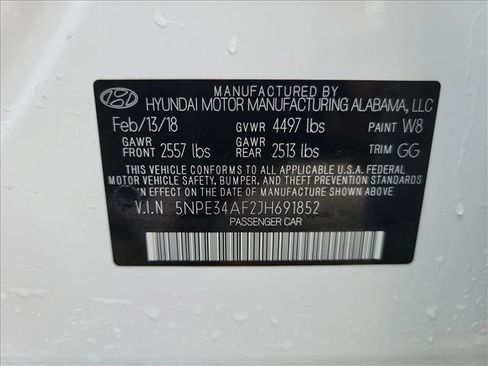 MANUFACTURED BY
HYUNDAI MOTOR MANUFACTURING ALABAMA, LLC
Feb/13/18 GVWR 4497 lbs PAINT W8
GAWR FRONT 2557 lbs GAWR REAR 2513 lbs TRIM GG
THIS VEHICLE CONFORMS TO ALL APPLICABLE U.S.A. FEDERAL
MOTOR VEHICLE SAFETY, BUMPER, AND THEFT PREVENTION
STANDARDS IN EFFECT ON THE DATE OF MANUFACTURE SHOWN ABOVE.
V.I.N 5NPE34AF2JH691852
PASSENGER CAR